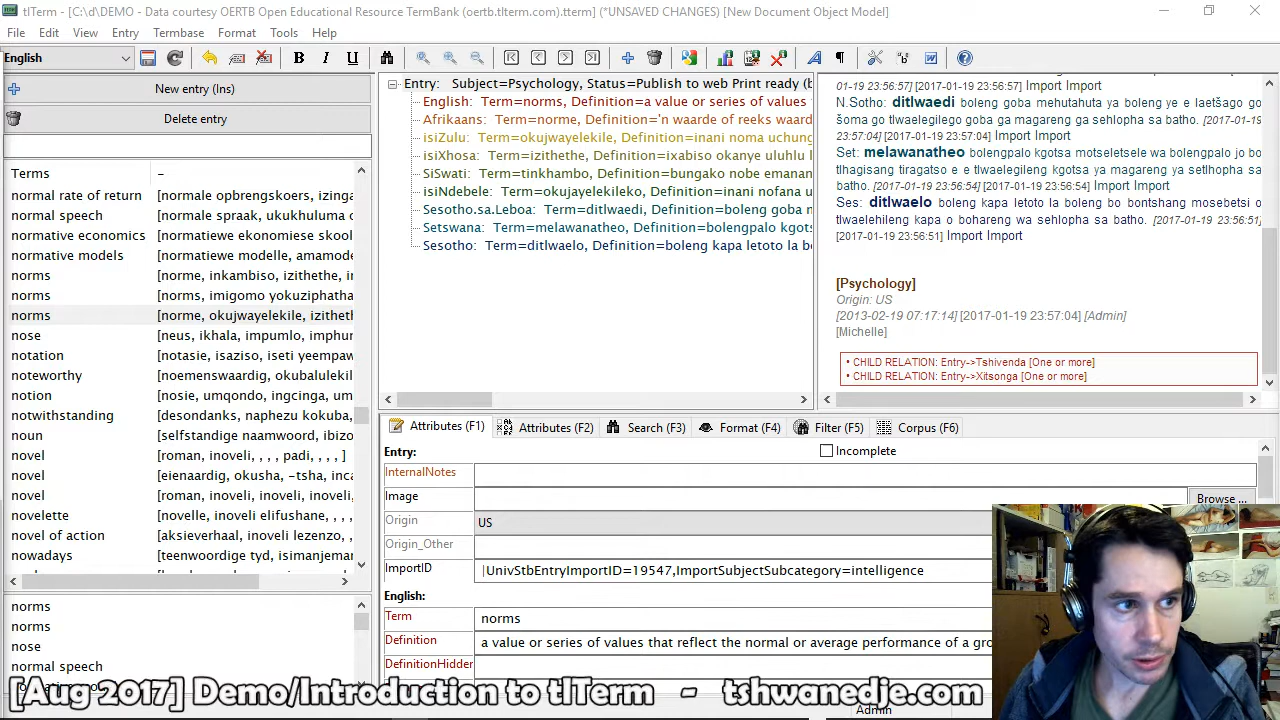 tlTerm - [C:\d\DEMO - Data courtesy OERTB Open Educational Resource TermBank (oertb.tlterm.com).tterm] (*UNSAVED CHANGES) [New Document Object Model]
File Edit View Entry Termbase Format Tools Help
English
B I U
New entry (Ins)
Delete entry
Terms –
normal rate of return [normale opbrengskoers, izinga
normal speech [normale spraak, ukukhuluma
normative economics [normatiewe ekonomiese skool
normative models [normatiewe modelle, amamode
norms [norme, inkambiso, izithethe, i
norms [norms, imigomo yokuziphatha
norms [norme, okujwayelekile, izitheth
nose [neus, ikhala, impumlo, imphur
notation [notasie, isaziso, iseti yeempaw
noteworthy [noemenswaardig, okubalulekil
notion [nosie, umqondo, ingcinga, um
notwithstanding [desondanks, naphezu kokuba,
noun [selfstandige naamwoord, ibizo
novel [roman, inoveli, , , , padi, , , , ]
novel [eienaardig, okusha, -tsha, inca
novel [roman, inoveli, inoveli, inoveli,
novelette [novelle, inoveli elifushane, , , ,
novel of action [aksieverhaal, inoveli lezenzo, ,
nowadays [teenwoordige tyd, isimanjemar
norms
norms
nose
normal speech
Entry: Subject=Psychology, Status=Publish to web Print ready (b
English: Term=norms, Definition=a value or series of values
Afrikaans: Term=norme, Definition='n waarde of reeks waard
isiZulu: Term=okujwayelekile, Definition=inani noma uchung
isiXhosa: Term=izithethe, Definition=ixabiso okanye uluhlu l
SiSwati: Term=tinkhambo, Definition=bungako nobe emanan
isiNdebele: Term=okujayelekileko, Definition=inani nofana u
Sesotho.sa.Leboa: Term=ditlwaedi, Definition=boleng goba n
Setswana: Term=melawanatheo, Definition=bolengpalo kgots
Sesotho: Term=ditlwaelo, Definition=boleng kapa letoto la bo
01-19 23:56:57] [2017-01-19 23:56:57] Import Import
N.Sotho: ditlwaedi boleng goba mehutahuta ya boleng ye e laetšago go
šoma go tlwaelegilego goba ga magareng ga sehlopha sa batho. [2017-01-19
23:57:04] [2017-01-19 23:57:04] Import Import
Set: melawanatheo bolengpalo kgotsa motseletsele wa bolengpalo jo bo
tlhagisang tiragatso e e tlwaelegileng kgotsa ya magareng ga setlhopha sa
batho. [2017-01-19 23:56:54] [2017-01-19 23:56:54] Import Import
Ses: ditlwaelo boleng kapa letoto la boleng bo bontshang mosebetsi o
tlwaelehileng kapa o bohareng wa sehlopha sa batho. [2017-01-19 23:56:51]
[2017-01-19 23:56:51] Import Import
[Psychology]
Origin: US
[2013-02-19 07:17:14] [2017-01-19 23:57:04] [Admin]
[Michelle]
• CHILD RELATION: Entry->Tshivenda [One or more]
• CHILD RELATION: Entry->Xitsonga [One or more]
Attributes (F1) Attributes (F2) Search (F3) Format (F4) Filter (F5) Corpus (F6)
Entry: Incomplete
InternalNotes
Image Browse ...
Origin US
Origin_Other
ImportID |UnivStbEntryImportID=19547,ImportSubjectSubcategory=intelligence
English:
Term norms
Definition a value or series of values that reflect the normal or average performance of a gro
DefinitionHidden
[Aug 2017] Demo/Introduction to tlTerm - tshwanedje.com
Admin